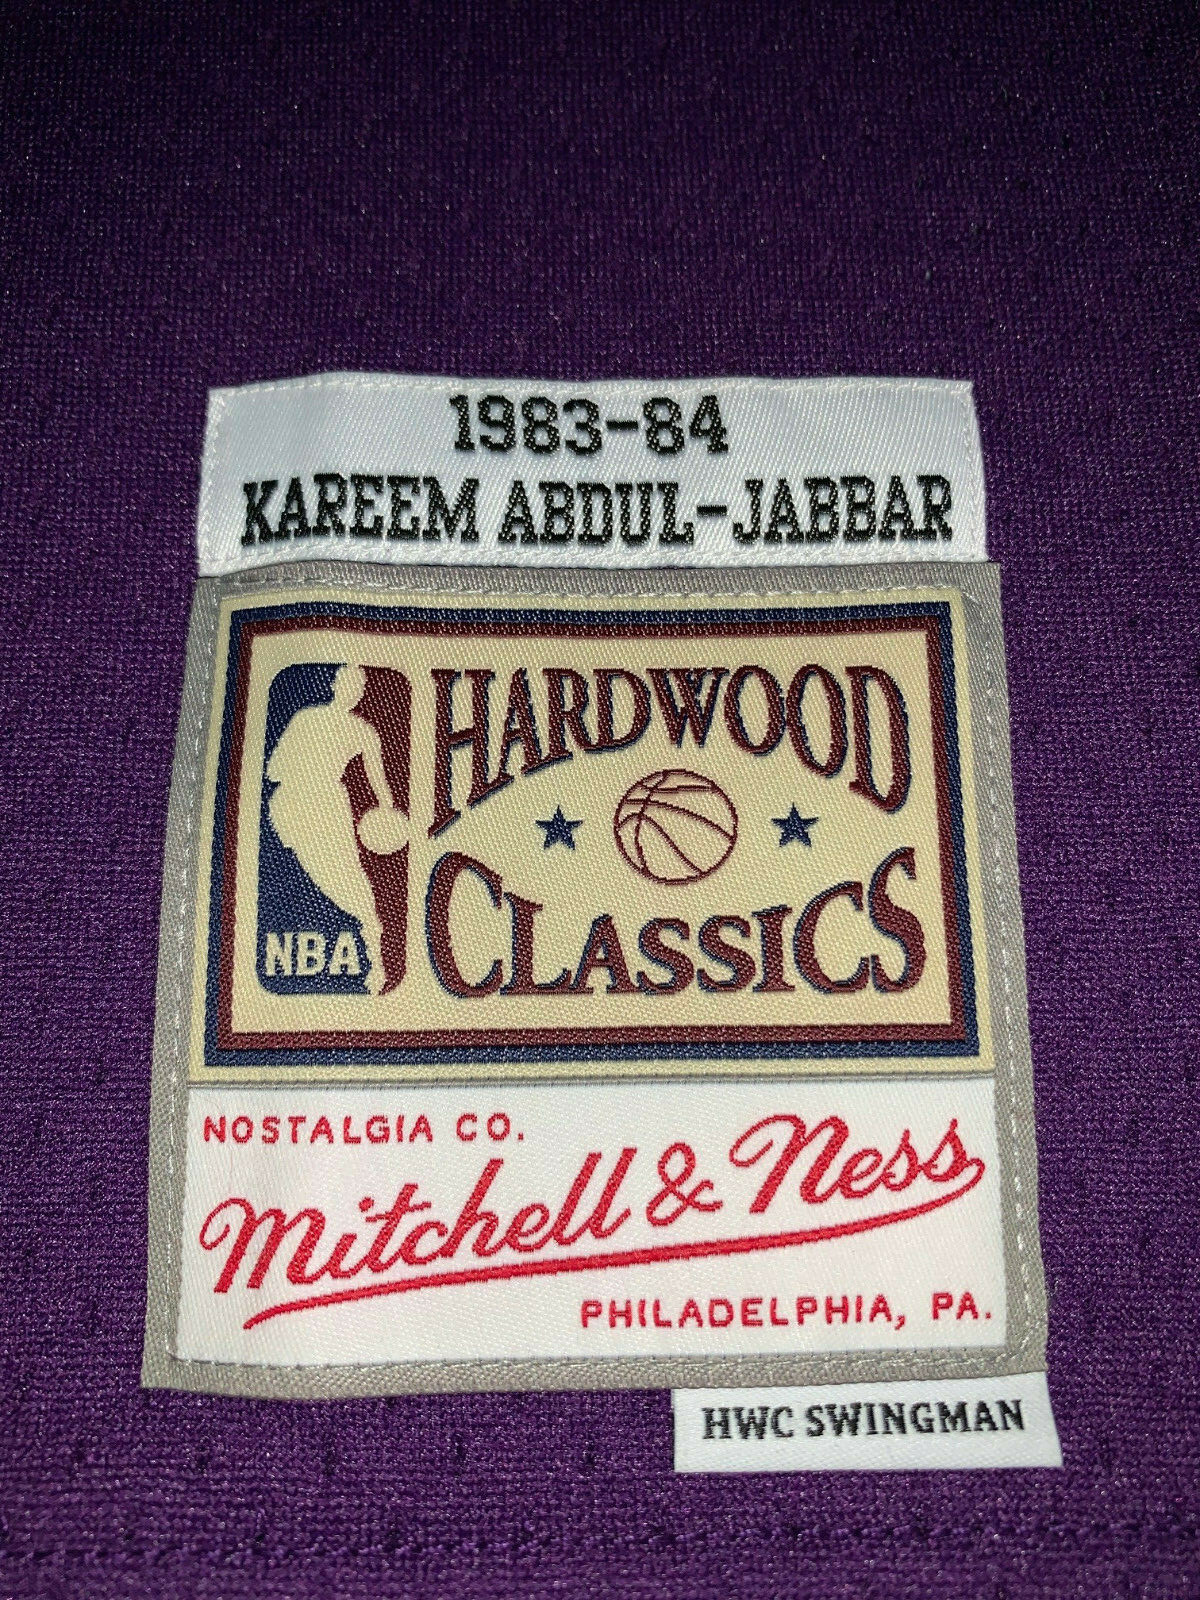 1983-84
KAREEM ABDUL-JABBAR
HARDWOOD
CLASSICS
NBA
NOSTALGIA CO.
Mitchell & Ness
PHILADELPHIA, PA.
HWC SWINGMAN